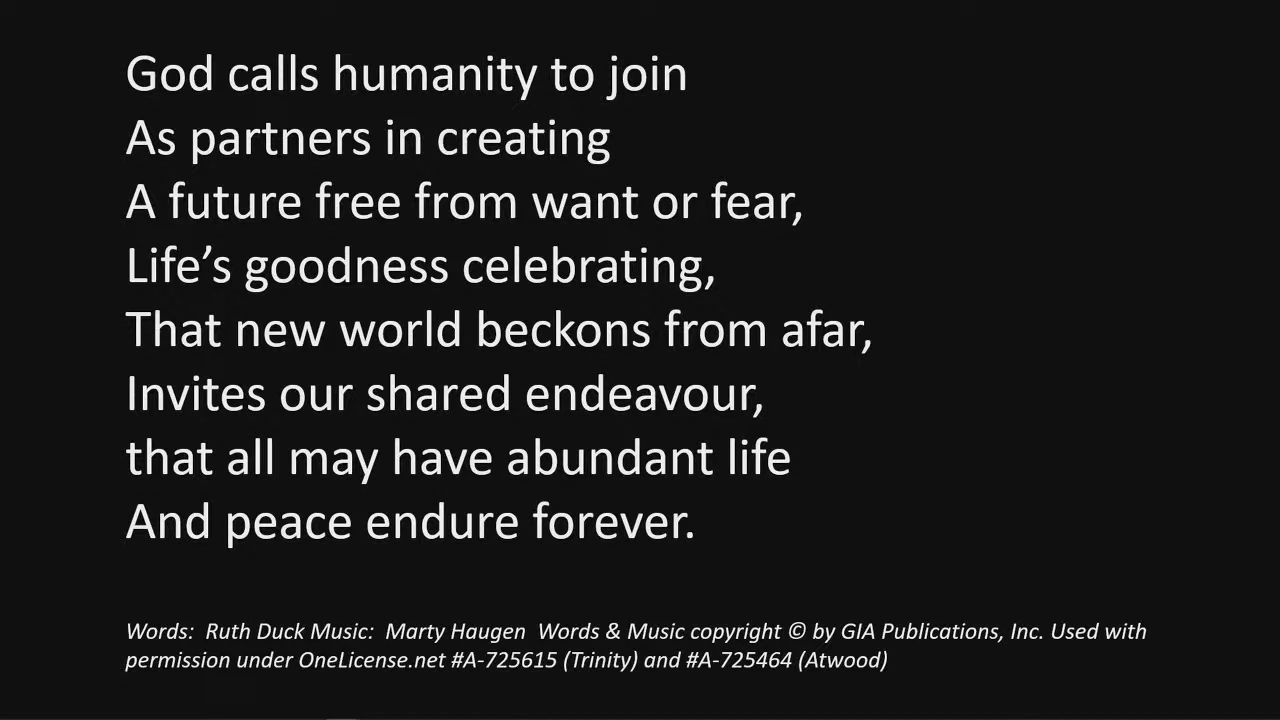 God calls humanity to join
As partners in creating
A future free from want or fear,
Life’s goodness celebrating,
That new world beckons from afar,
Invites our shared endeavour,
that all may have abundant life
And peace endure forever.
Words:  Ruth Duck Music:  Marty Haugen  Words & Music copyright © by GIA Publications, Inc. Used with
permission under OneLicense.net #A-725615 (Trinity) and #A-725464 (Atwood)